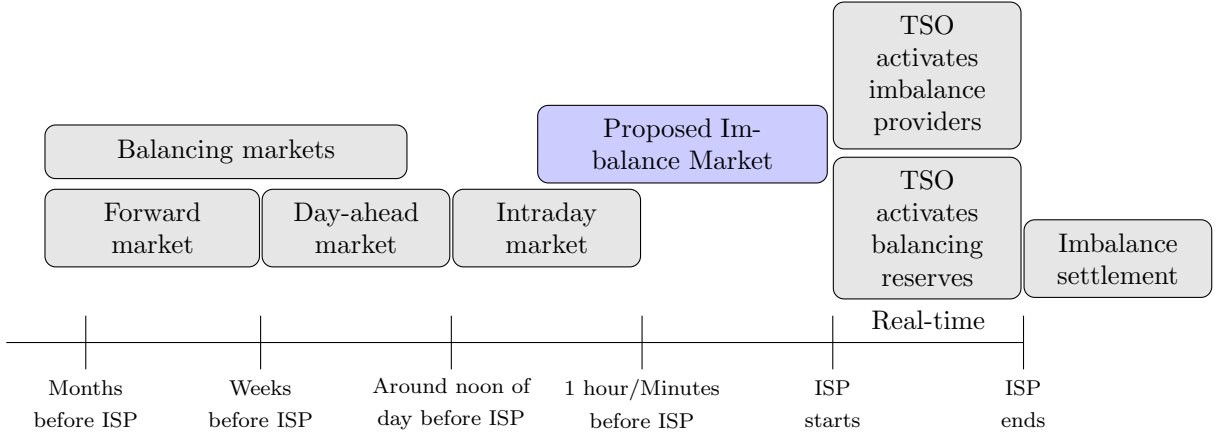 TSO
activates
imbalance
providers
Balancing markets
Proposed Im-
balance Market
Forward
market
Day-ahead
market
Intraday
market
TSO
activates
balancing
reserves
Imbalance
settlement
Real-time
Months
before ISP
Weeks
before ISP
Around noon of
day before ISP
1 hour/Minutes
before ISP
ISP
starts
ISP
ends